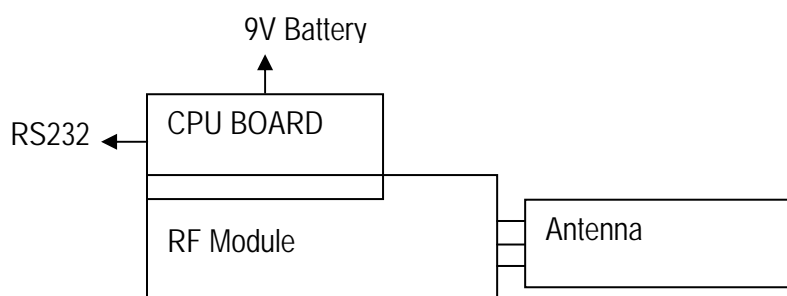 9V Battery
CPU BOARD
RS232
RF Module
Antenna